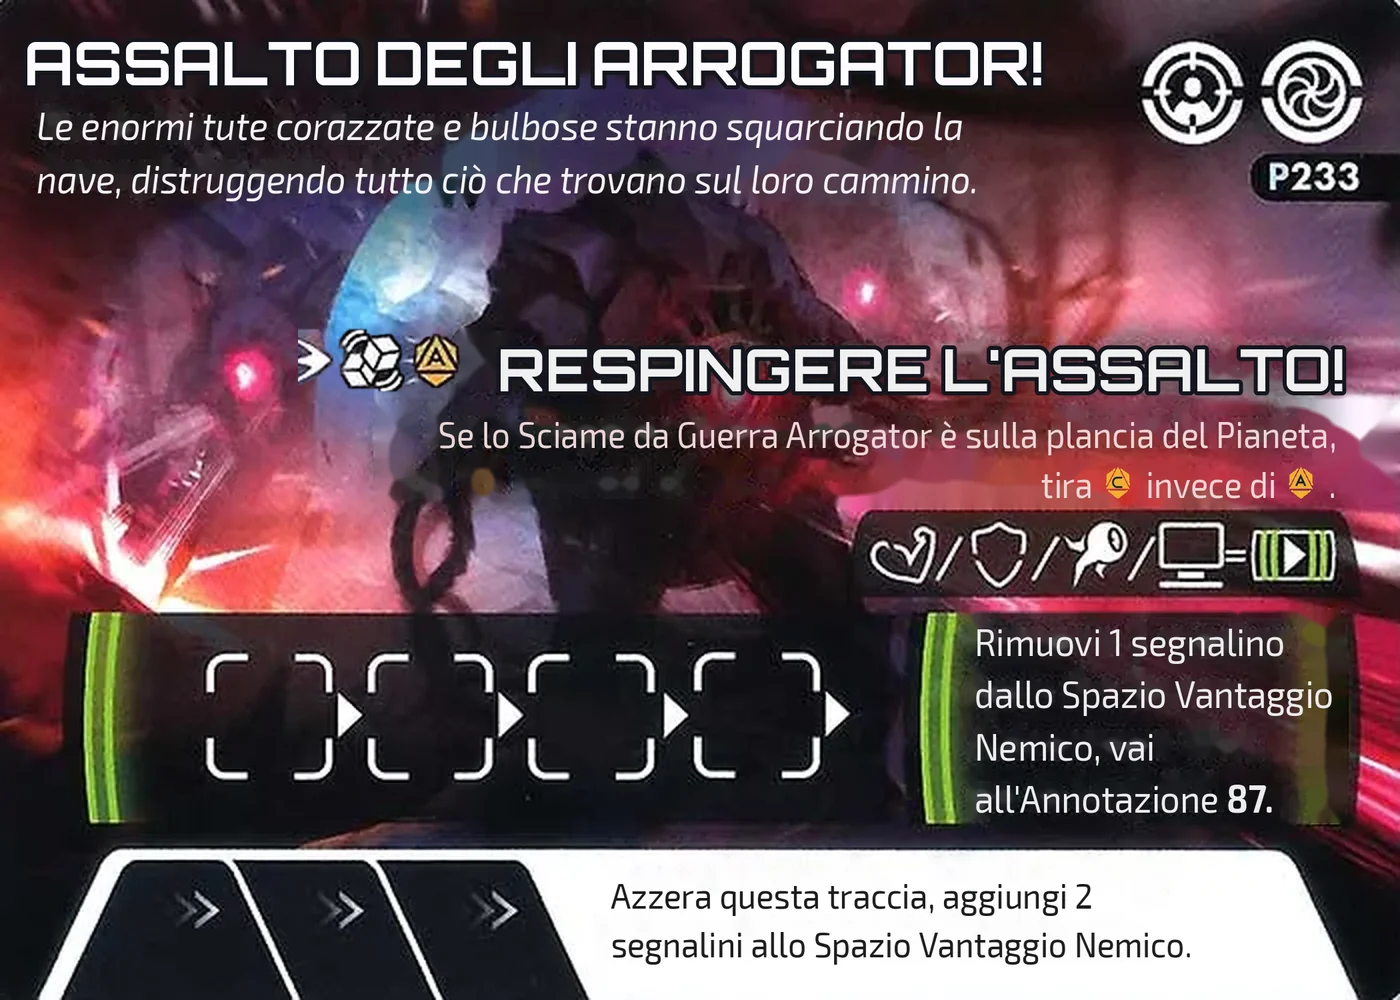 ASSALTO DEGLI ARROGATOR!
Le enormi tute corazzate e bulbose stanno squarciando la
nave, distruggendo tutto ciò che trovano sul loro cammino.
P233
A
RESPINGERE L'ASSALTO!
Se lo Sciame da Guerra Arrogator è sulla plancia del Pianeta,
tira C invece di A .
/ / / =
Rimuovi 1 segnalino
dallo Spazio Vantaggio
Nemico, vai
all'Annotazione 87.
Azzera questa traccia, aggiungi 2
segnalini allo Spazio Vantaggio Nemico.